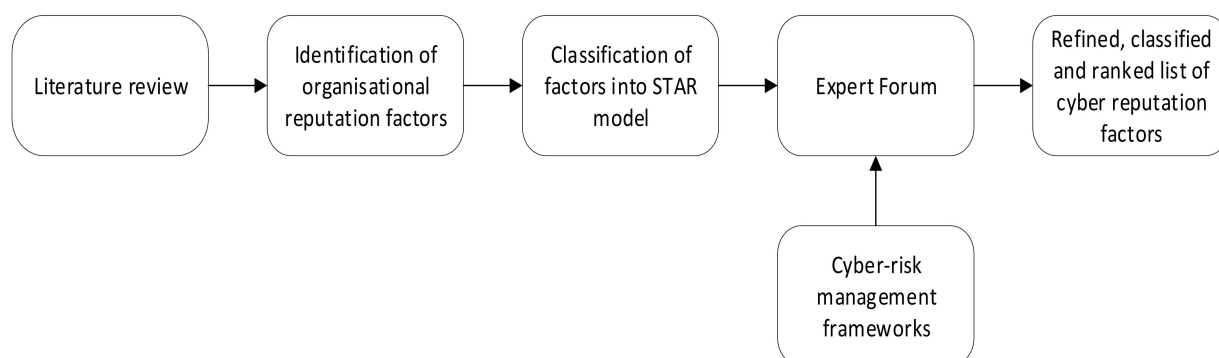 Literature review
Identification of
organisational
reputation factors
Classification of
factors into STAR
model
Expert Forum
Refined, classified
and ranked list of
cyber reputation
factors
Cyber-risk
management
frameworks